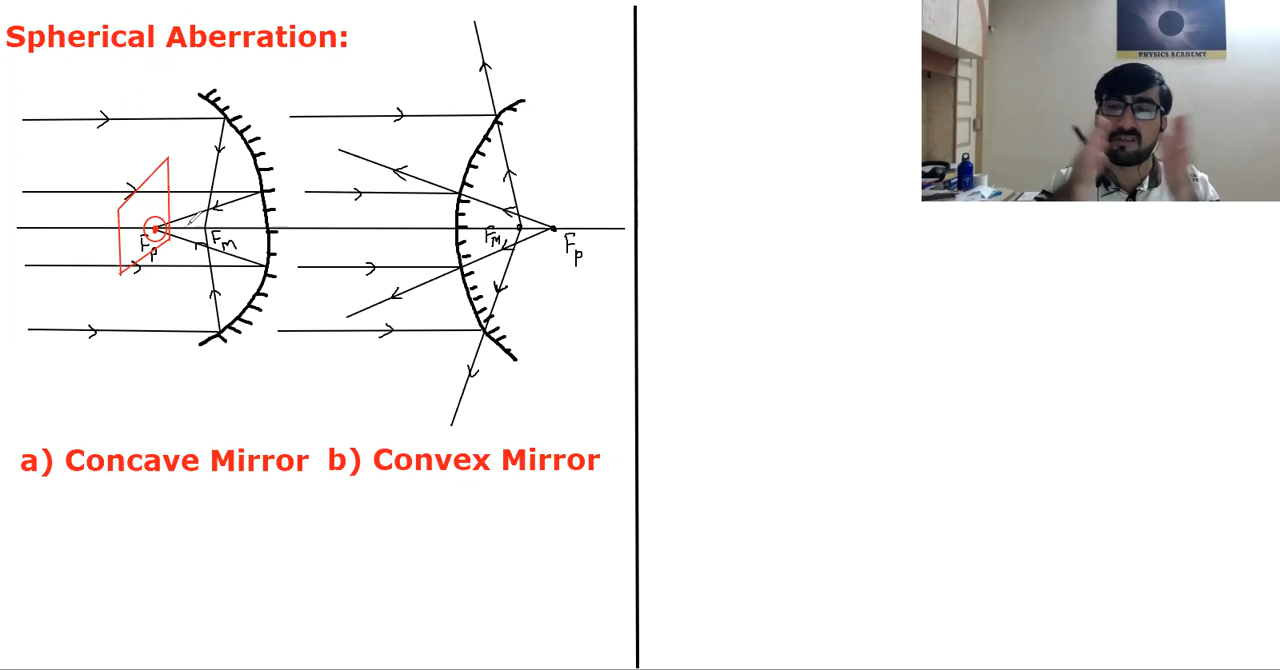 Spherical Aberration:
PHYSICS ACADEMY
Fp
Fm
FM
Fp
a) Concave Mirror b) Convex Mirror